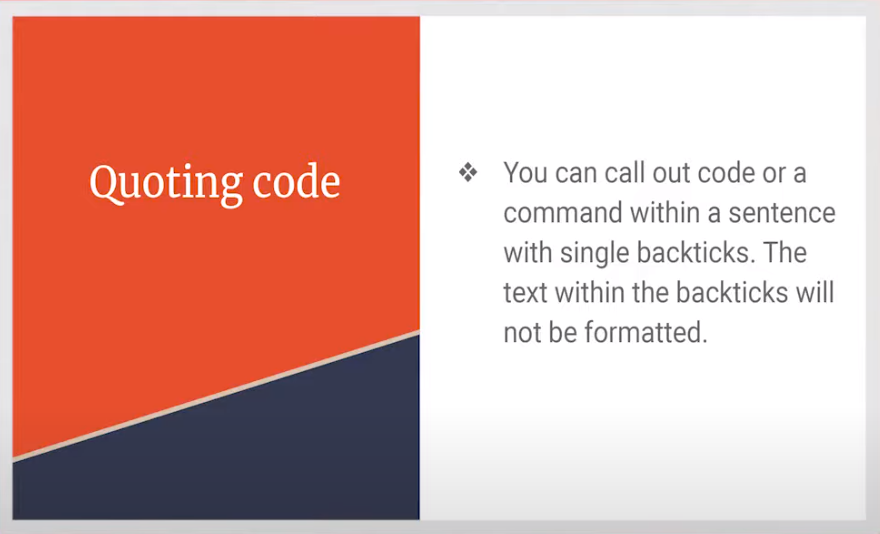 Quoting code
❖ You can call out code or a
command within a sentence
with single backticks. The
text within the backticks will
not be formatted.